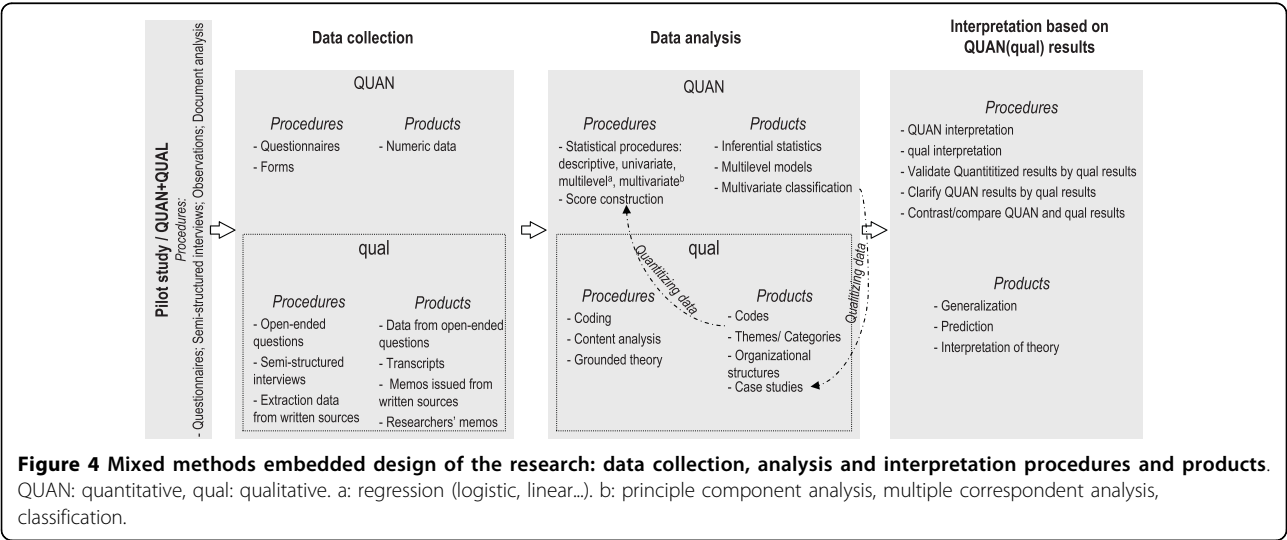 Pilot study / QUAN+QUAL
Procedures:
- Questionnaires; Semi-structured interviews; Observations; Document analysis
Data collection
QUAN
Procedures
- Questionnaires
- Forms
Products
- Numeric data
qual
Procedures
- Open-ended
questions
- Semi-structured
interviews
- Extraction data
from written sources
Products
- Data from open-ended
questions
- Transcripts
- Memos issued from
written sources
- Researchers' memos
Data analysis
QUAN
Procedures
- Statistical procedures:
descriptive, univariate,
multilevelᵃ, multivariateᵇ
- Score construction
Products
- Inferential statistics
- Multilevel models
- Multivariate classification
qual
Quantitizing data
Procedures
- Coding
- Content analysis
- Grounded theory
Products
- Codes
- Themes/ Categories
- Organizational
structures
- Case studies
Qualitizing data
Interpretation based on
QUAN(qual) results
Procedures
- QUAN interpretation
- qual interpretation
- Validate Quantitized results by qual results
- Clarify QUAN results by qual results
- Contrast/compare QUAN and qual results
Products
- Generalization
- Prediction
- Interpretation of theory
Figure 4 Mixed methods embedded design of the research: data collection, analysis and interpretation procedures and products.
QUAN: quantitative, qual: qualitative. a: regression (logistic, linear...). b: principle component analysis, multiple correspondent analysis,
classification.